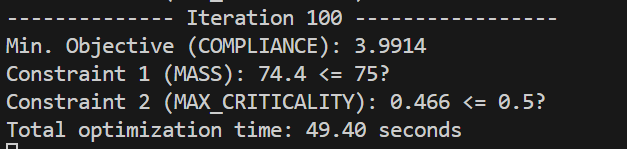 ------------- Iteration 100 ----------------
Min. Objective (COMPLIANCE): 3.9914
Constraint 1 (MASS): 74.4 <= 75?
Constraint 2 (MAX_CRITICALITY): 0.466 <= 0.5?
Total optimization time: 49.40 seconds